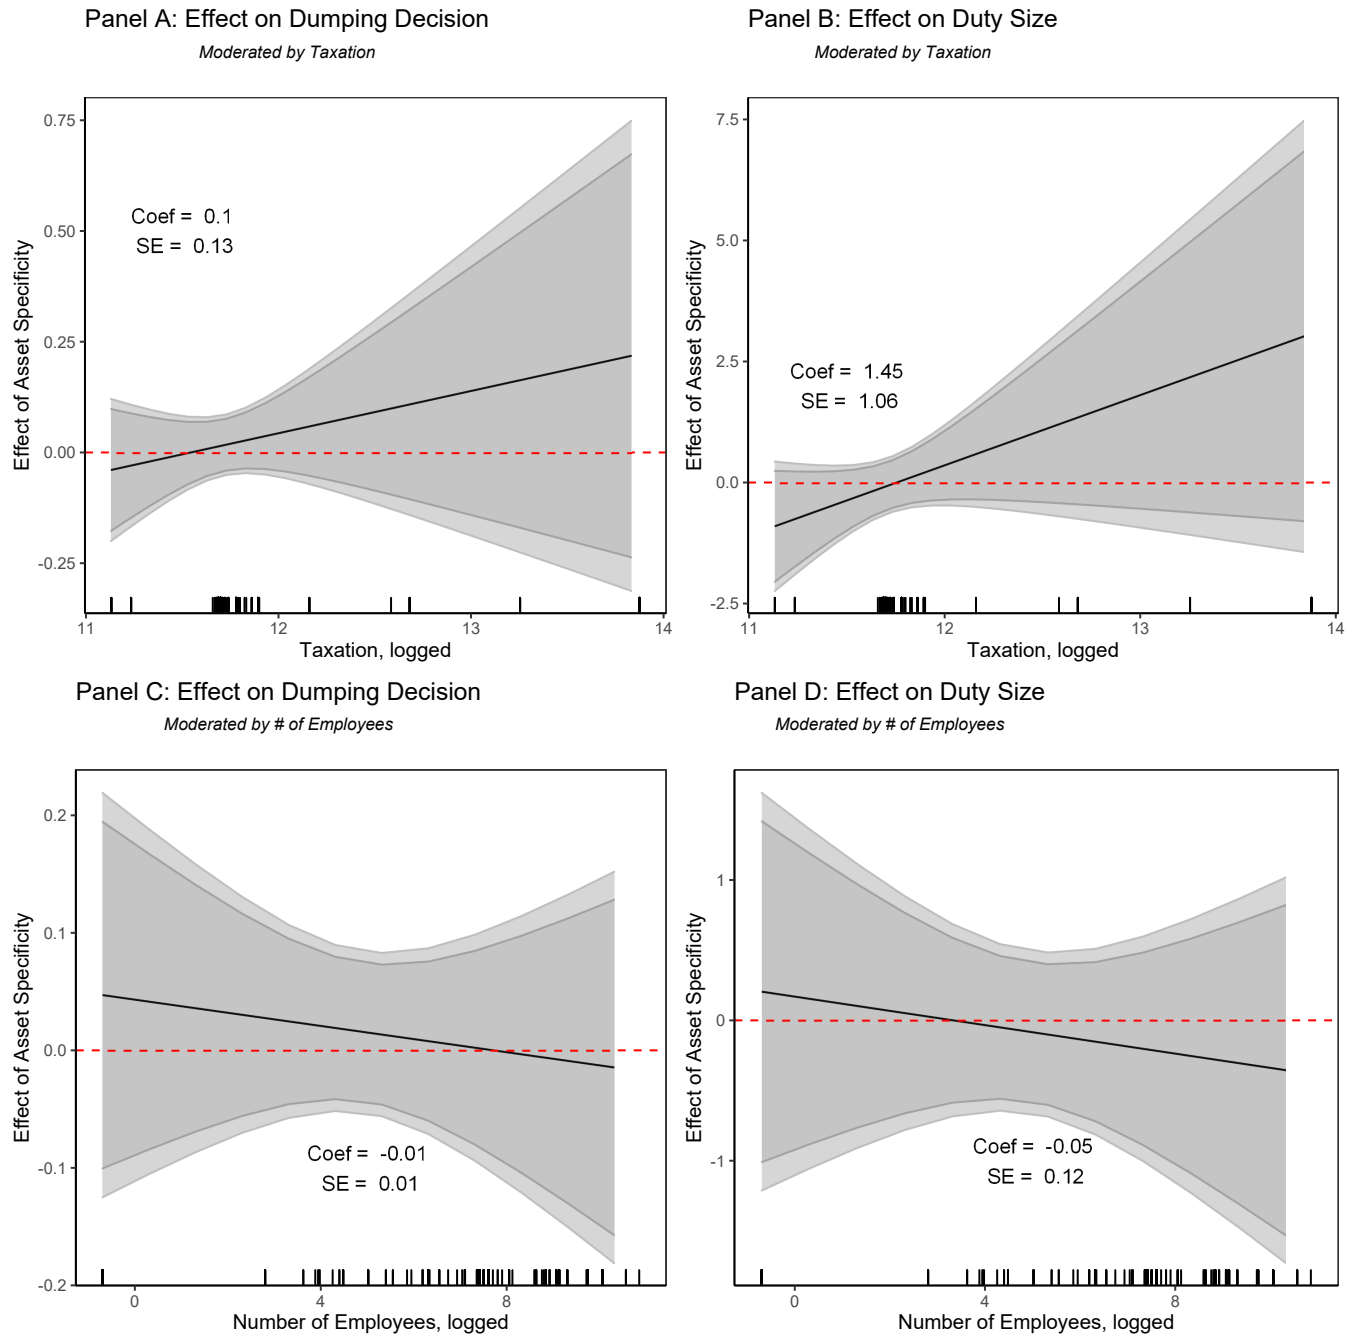 Panel A: Effect on Dumping Decision
Moderated by Taxation
0.75
0.50
0.25
0.00
-0.25
Effect of Asset Specificity
Coef = 0.1
SE = 0.13
11
12
13
14
Taxation, logged
Panel B: Effect on Duty Size
Moderated by Taxation
7.5
5.0
2.5
0.0
-2.5
Effect of Asset Specificity
Coef = 1.45
SE = 1.06
11
12
13
14
Taxation, logged
Panel C: Effect on Dumping Decision
Moderated by # of Employees
0.2
0.1
0.0
-0.1
-0.2
Effect of Asset Specificity
Coef = -0.01
SE = 0.01
0
4
8
Number of Employees, logged
Panel D: Effect on Duty Size
Moderated by # of Employees
1
0
-1
Effect of Asset Specificity
Coef = -0.05
SE = 0.12
0
4
8
Number of Employees, logged